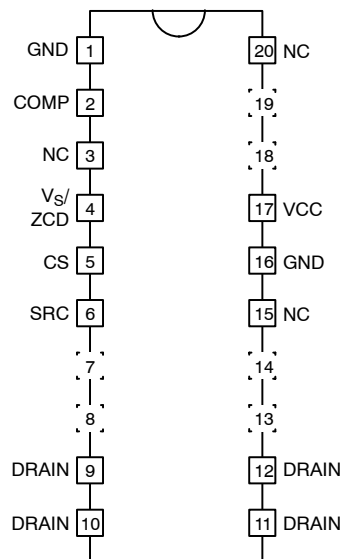 GND 1 20 NC
COMP 2 19
NC 3 18
V_S/
ZCD 4 17 VCC
CS 5 16 GND
SRC 6 15 NC
7 14
8 13
DRAIN 9 12 DRAIN
DRAIN 10 11 DRAIN